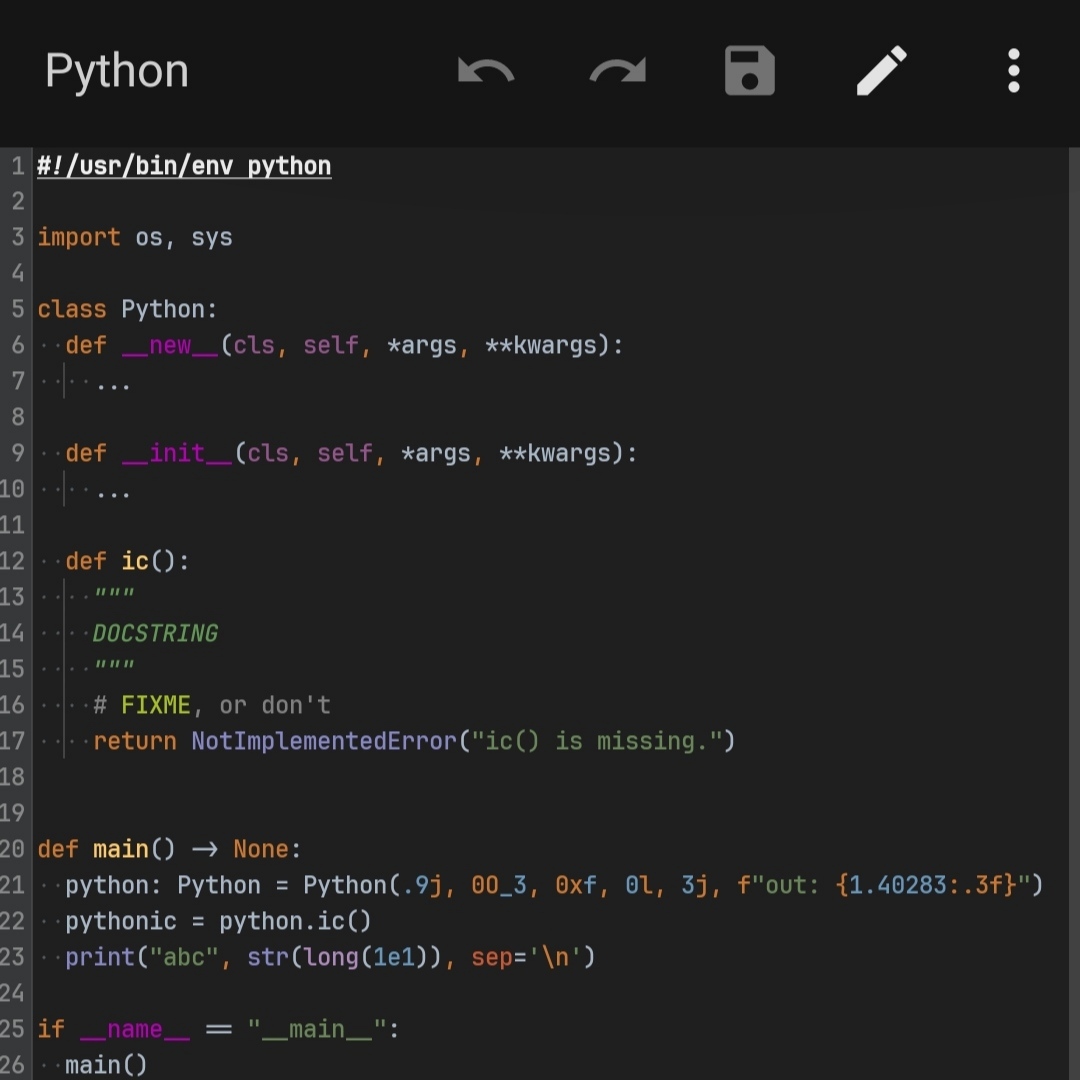 Python
1 #!/usr/bin/env python
2
3 import os, sys
4
5 class Python:
6   def __new__(cls, self, *args, **kwargs):
7     ...
8
9   def __init__(cls, self, *args, **kwargs):
10     ...
11
12   def ic():
13     """
14     DOCSTRING
15     """
16     # FIXME, or don't
17     return NotImplementedError("ic() is missing.")
18
19
20 def main() -> None:
21   python: Python = Python(.9j, 0O_3, 0xf, 0l, 3j, f"out: {1.40283:.3f}")
22   pythonic = python.ic()
23   print("abc", str(long(1e1)), sep='\n')
24
25 if __name__ == "__main__":
26   main()